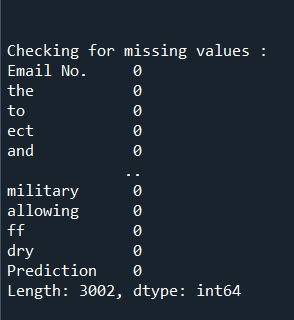 Checking for missing values :
Email No.     0
the           0
to            0
ect           0
and           0
             ..
military      0
allowing      0
ff            0
dry           0
Prediction    0
Length: 3002, dtype: int64